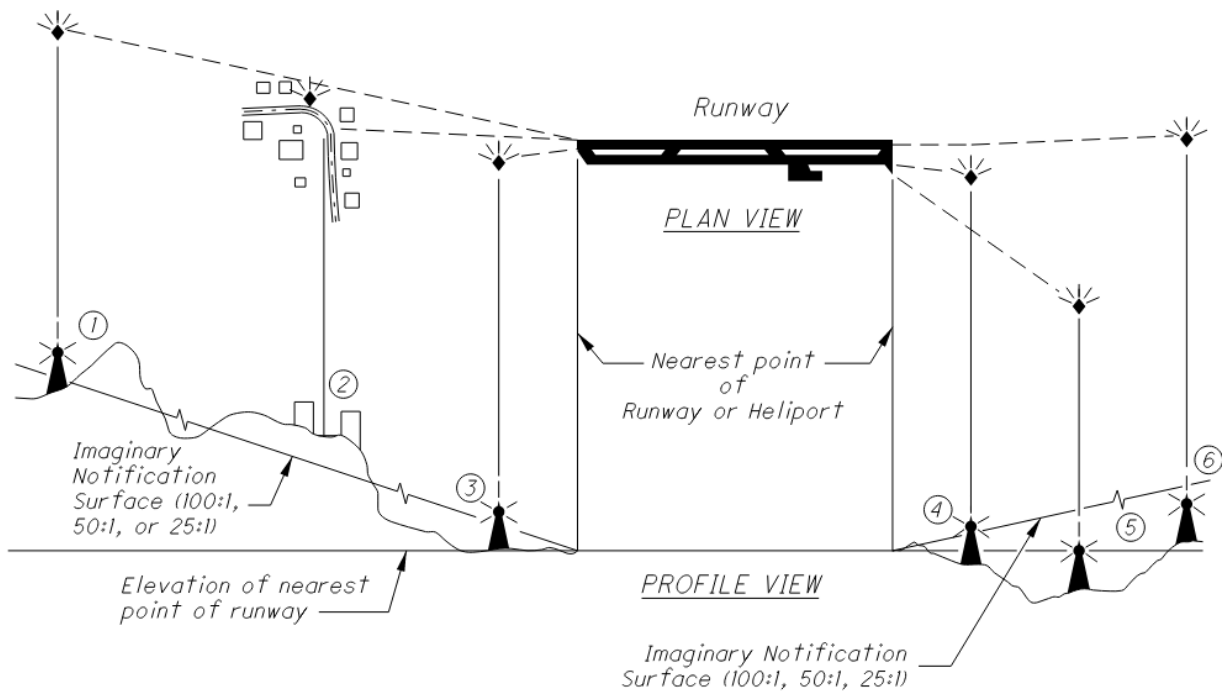 Runway
PLAN VIEW
1
2
Nearest point
of
Runway or Heliport
Imaginary
Notification
Surface (100:1,
50:1, or 25:1)
3
4
5
6
Elevation of nearest
point of runway
PROFILE VIEW
Imaginary Notification
Surface (100:1, 50:1, 25:1)